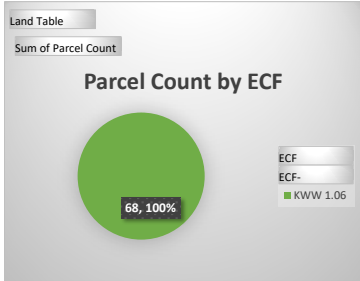 Land Table
Sum of Parcel Count
Parcel Count by ECF
68, 100%
ECF
ECF-
KWW 1.06